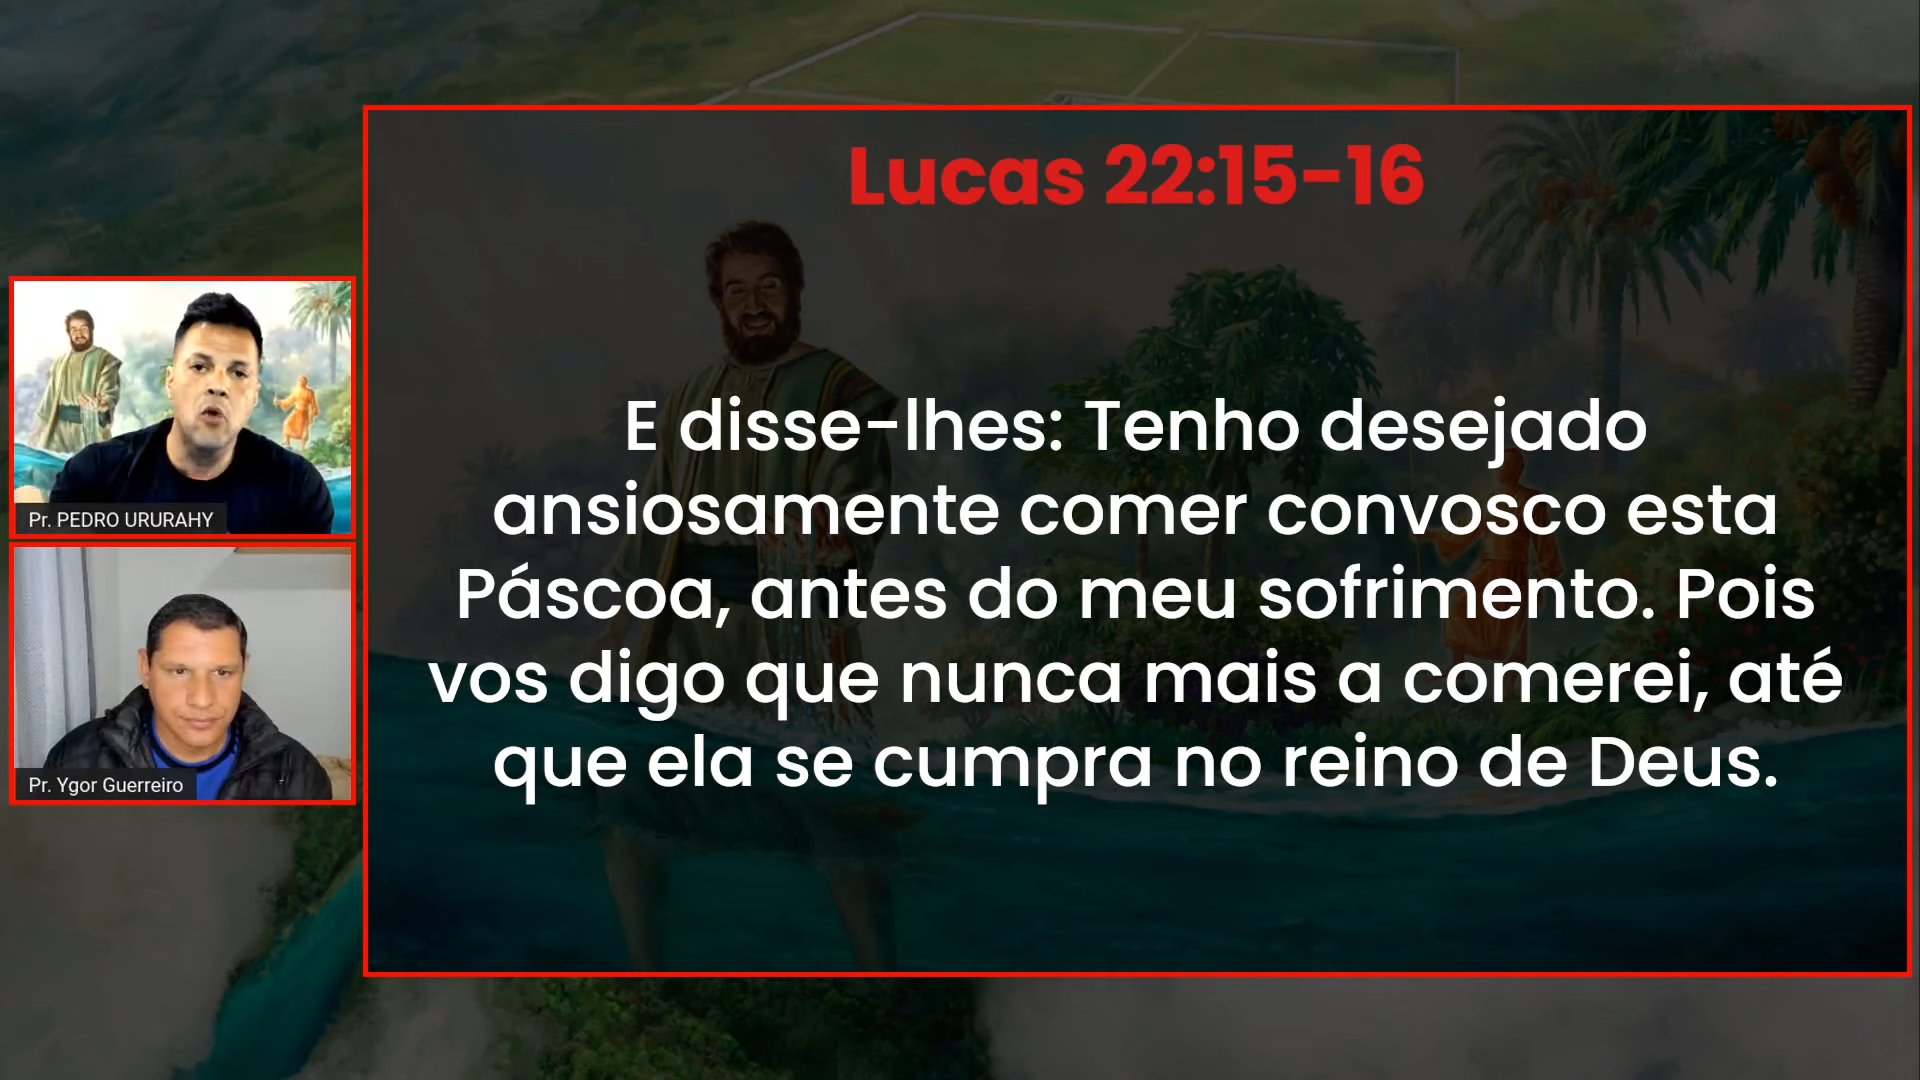 Lucas 22:15-16
E disse-lhes: Tenho desejado
ansiosamente comer convosco esta
Páscoa, antes do meu sofrimento. Pois
vos digo que nunca mais a comerei, até
que ela se cumpra no reino de Deus.
Pr. PEDRO URURAHY
Pr. Ygor Guerreiro